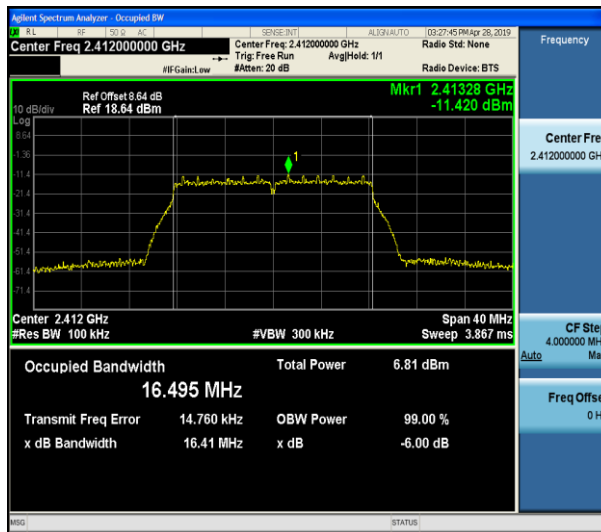 Agilent Spectrum Analyzer - Occupied BW
RL RF 50 Ω AC SENSE:INT ALIGNAUTO 03:27:45 PM Apr 28, 2019
Center Freq 2.412000000 GHz
Center Freq: 2.412000000 GHz
Radio Std: None
Trig: Free Run Avg|Hold: 1/1
#IFGain:Low #Atten: 20 dB Radio Device: BTS
Frequency
Ref Offset 8.64 dB
10 dB/div Ref 18.64 dBm
Mkr1 2.41328 GHz
-11.420 dBm
Log
8.64
-1.36
-11.4
-21.4
-31.4
-41.4
-51.4
-61.4
-71.4
1
Center Fre
2.412000000 GH
Center 2.412 GHz Span 40 MHz
#Res BW 100 kHz #VBW 300 kHz Sweep 3.867 ms
CF Ste
4.000000 MH
Auto Ma
Freq Offse
0 H
Occupied Bandwidth Total Power 6.81 dBm
16.495 MHz
Transmit Freq Error 14.760 kHz OBW Power 99.00 %
x dB Bandwidth 16.41 MHz x dB -6.00 dB
MSG STATUS